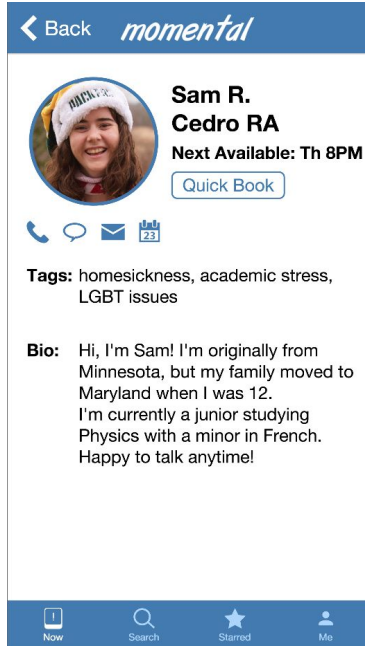 Back momental
Sam R.
Cedro RA
Next Available: Th 8PM
Quick Book
23
Tags: homesickness, academic stress,
LGBT issues
Bio: Hi, I'm Sam! I'm originally from
Minnesota, but my family moved to
Maryland when I was 12.
I'm currently a junior studying
Physics with a minor in French.
Happy to talk anytime!
Now Search Starred Me